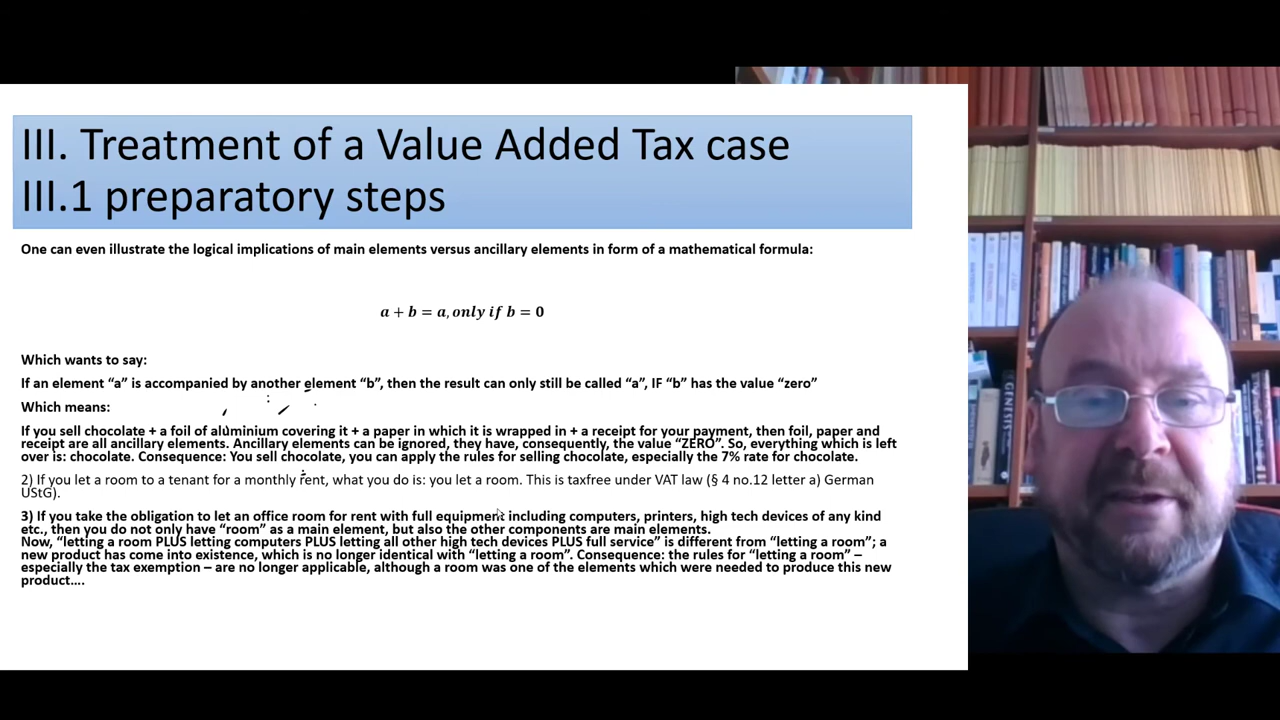 III. Treatment of a Value Added Tax case
III.1 preparatory steps
One can even illustrate the logical implications of main elements versus ancillary elements in form of a mathematical formula:
a + b = a, only if b = 0
Which wants to say:
If an element “a” is accompanied by another element “b”, then the result can only still be called “a”, IF “b” has the value “zero”
Which means:
If you sell chocolate + a foil of aluminium covering it + a paper in which it is wrapped in + a receipt for your payment, then foil, paper and
receipt are all ancillary elements. Ancillary elements can be ignored, they have, consequently, the value “ZERO”. So, everything which is left
over is: chocolate. Consequence: You sell chocolate, you can apply the rules for selling chocolate, especially the 7% rate for chocolate.
2) If you let a room to a tenant for a monthly rent, what you do is: you let a room. This is taxfree under VAT law (§ 4 no.12 letter a) German
UStG).
3) If you take the obligation to let an office room for rent with full equipment including computers, printers, high tech devices of any kind
etc., then you do not only have “room” as a main element, but also the other components are main elements.
Now, “letting a room PLUS letting computers PLUS letting all other high tech devices PLUS full service” is different from “letting a room”; a
new product has come into existence, which is no longer identical with “letting a room”. Consequence: the rules for “letting a room” –
especially the tax exemption – are no longer applicable, although a room was one of the elements which were needed to produce this new
product....
GENESIS